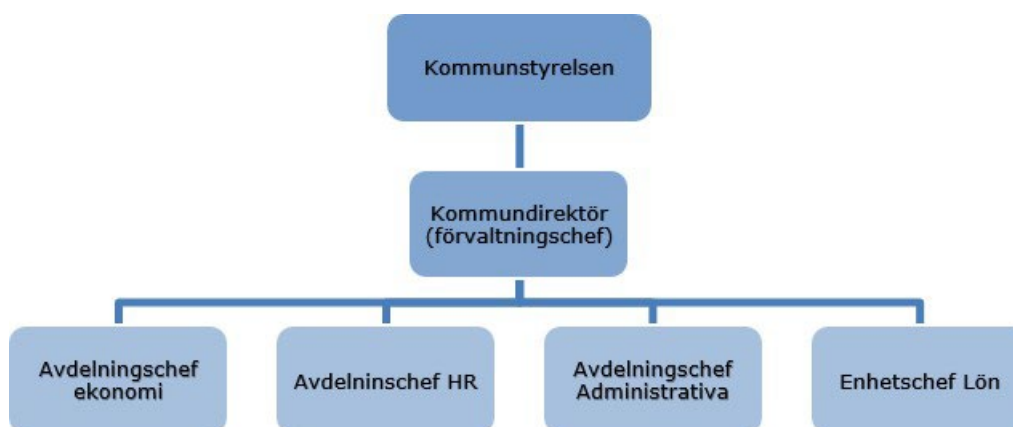 Kommunstyrelsen
Kommundirektör
(förvaltningschef)
Avdelningschef
ekonomi
Avdelninschef HR
Avdelningschef
Administrativa
Enhetschef Lön